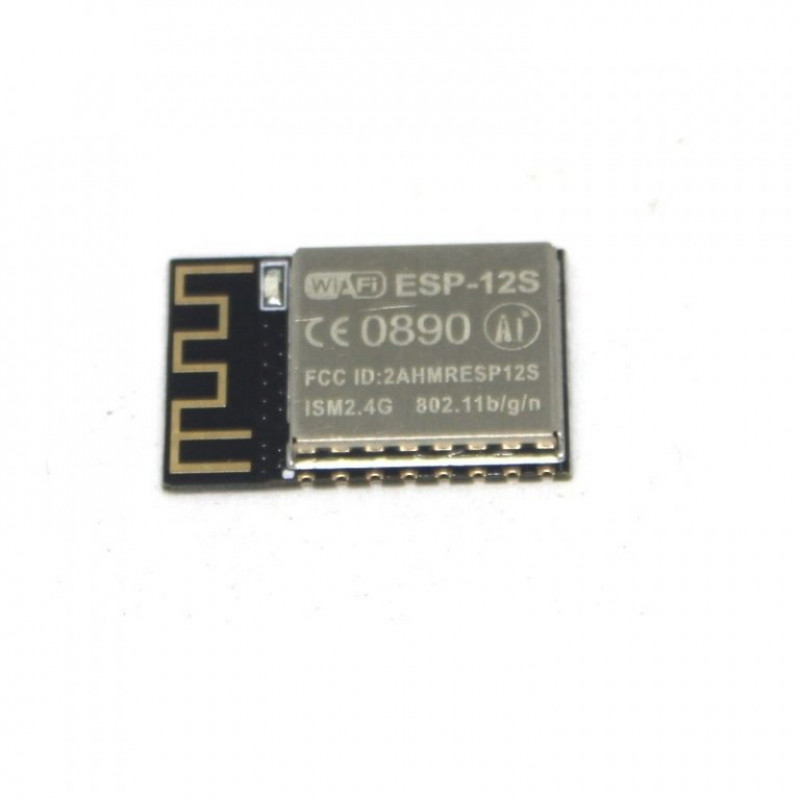 WiFi ESP-12S
CE 0890 Ai
FCC ID:2AHMRESP12S
ISM2.4G 802.11b/g/n